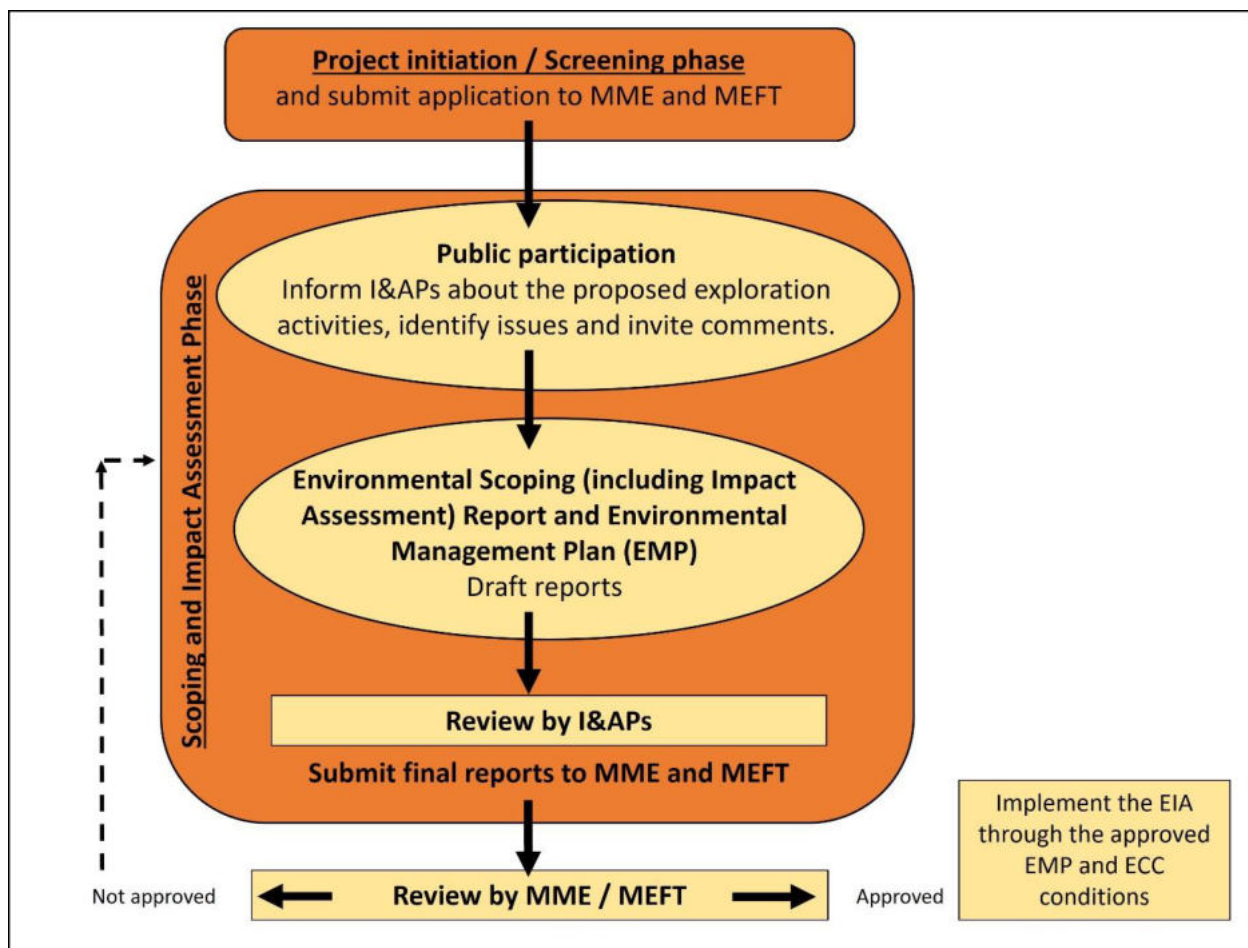 Project initiation / Screening phase
and submit application to MME and MEFT
Scoping and Impact Assessment Phase
Public participation
Inform I&APs about the proposed exploration
activities, identify issues and invite comments.
Environmental Scoping (including Impact
Assessment) Report and Environmental
Management Plan (EMP)
Draft reports
Review by I&APs
Submit final reports to MME and MEFT
Not approved
Review by MME / MEFT
Approved
Implement the EIA
through the approved
EMP and ECC
conditions